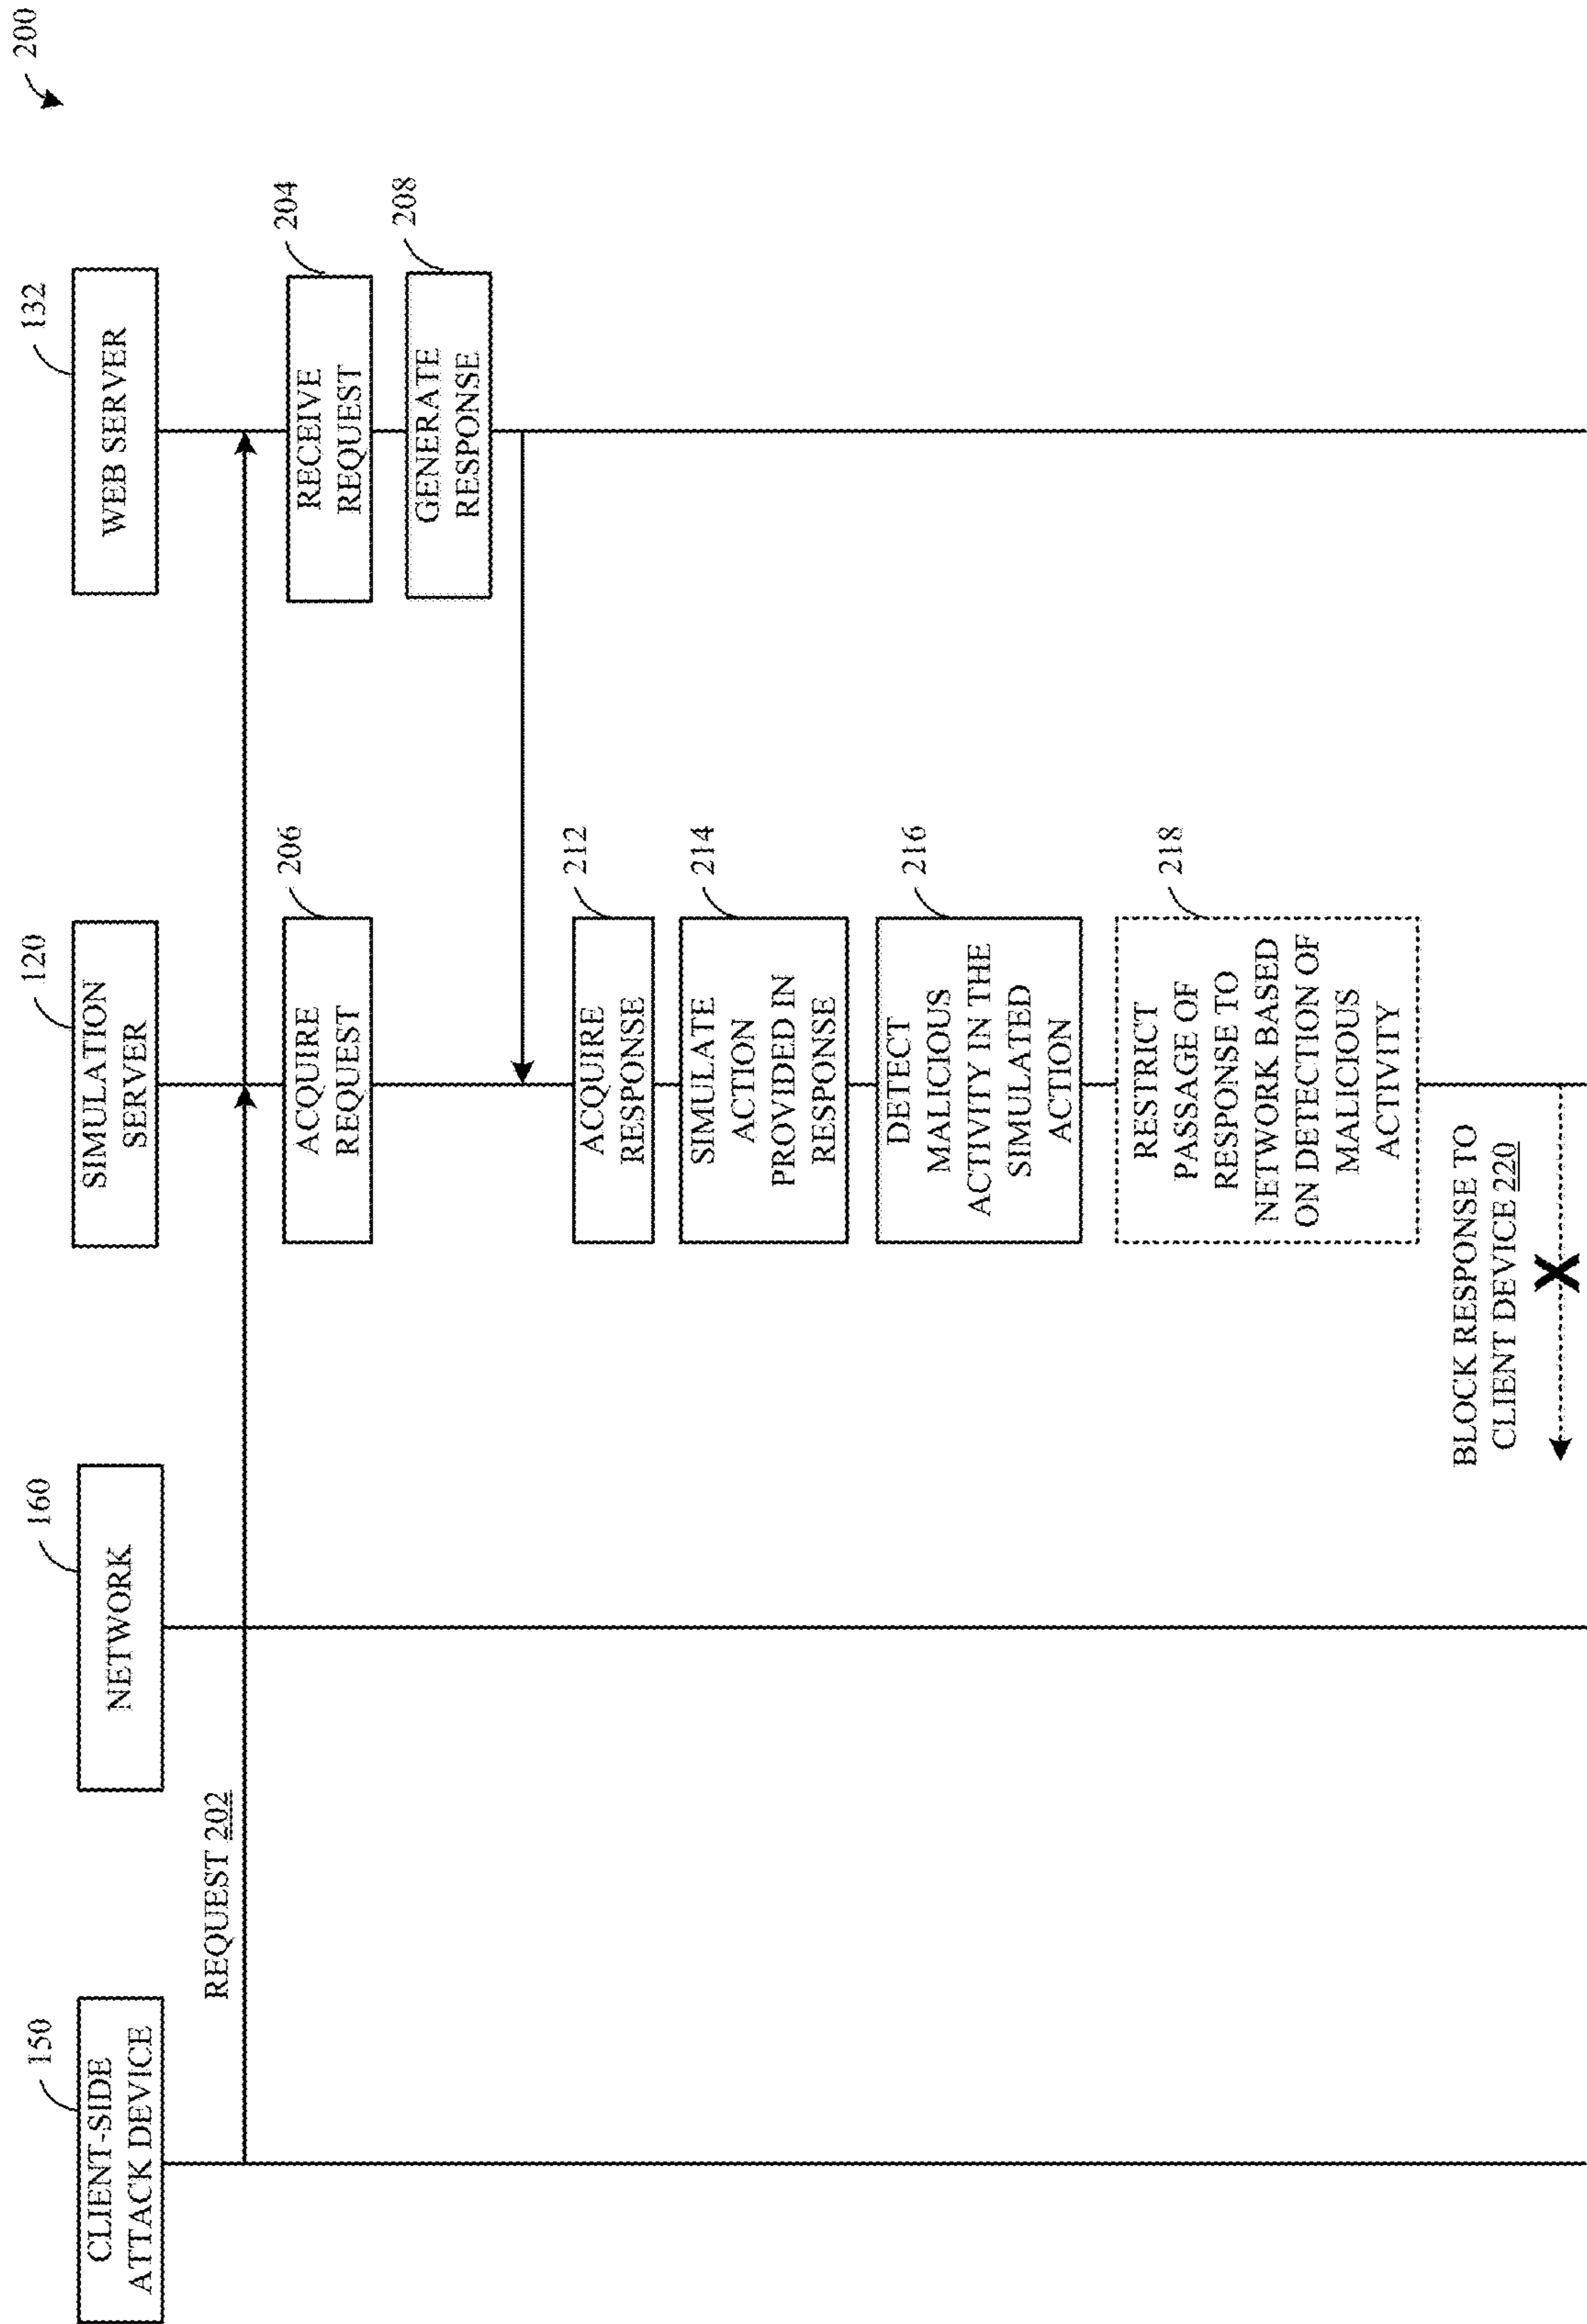 200
150
CLIENT-SIDE
ATTACK DEVICE
160
NETWORK
120
SIMULATION
SERVER
132
WEB SERVER
REQUEST 202
206
ACQUIRE
REQUEST
204
RECEIVE
REQUEST
208
GENERATE
RESPONSE
212
ACQUIRE
RESPONSE
214
SIMULATE
ACTION
PROVIDED IN
RESPONSE
216
DETECT
MALICIOUS
ACTIVITY IN THE
SIMULATED
ACTION
218
RESTRICT
PASSAGE OF
RESPONSE TO
NETWORK BASED
ON DETECTION OF
MALICIOUS
ACTIVITY
BLOCK RESPONSE TO
CLIENT DEVICE 220
X